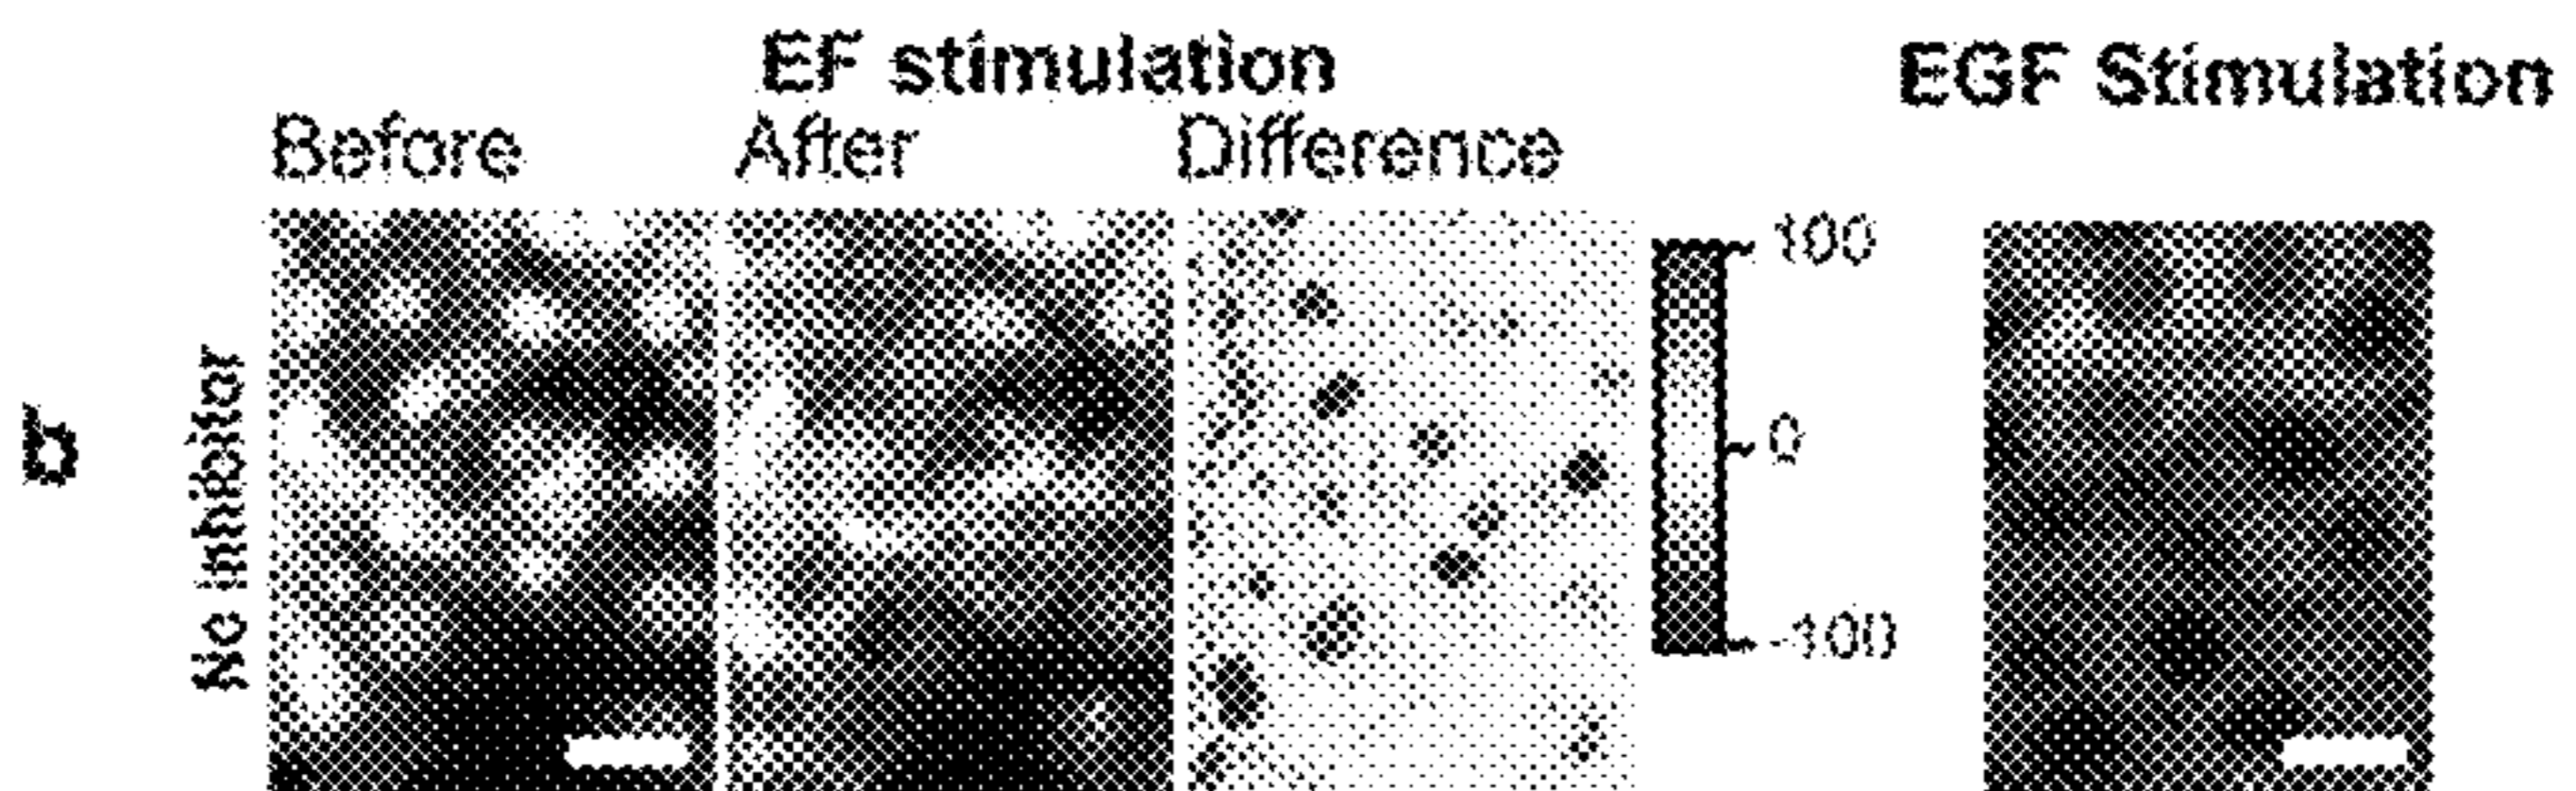 EF stimulation
EGF Stimulation
Before
After
Difference
100
0
-100
No inhibitor
b